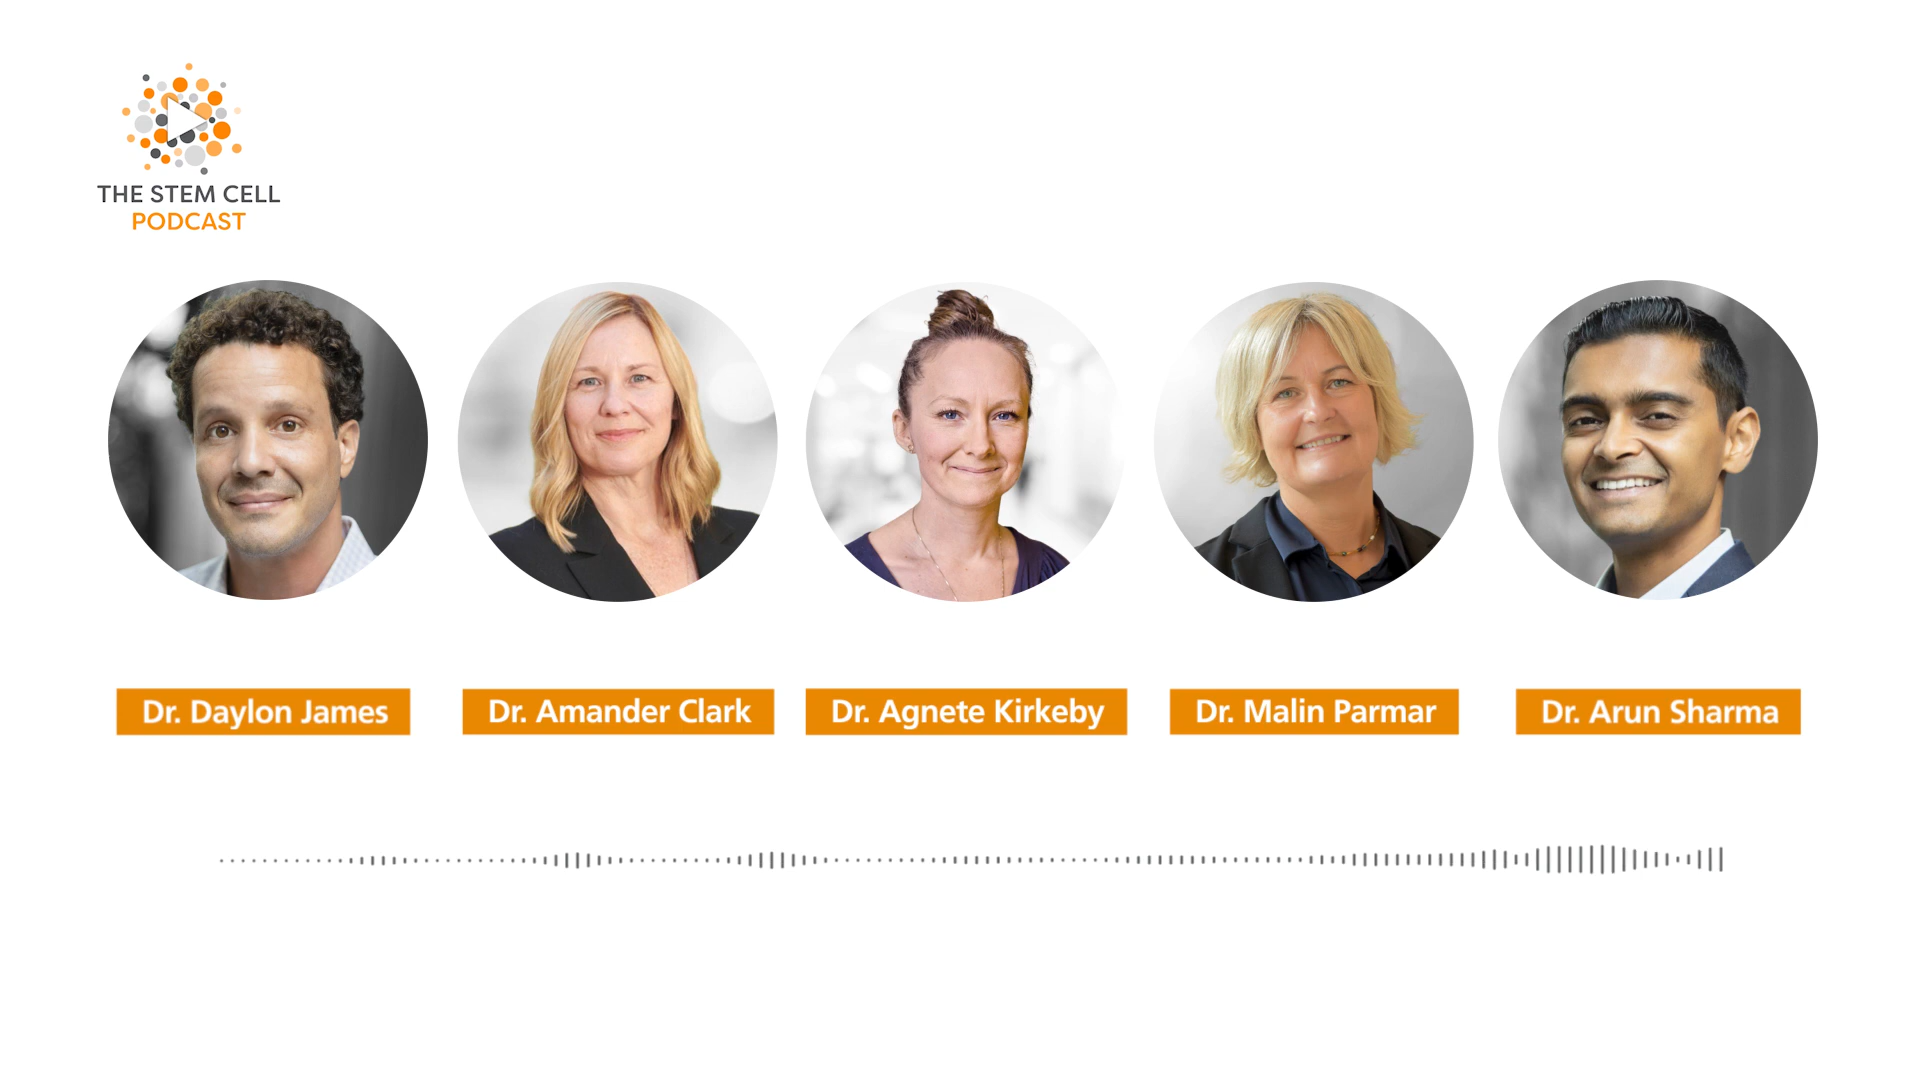 THE STEM CELL
PODCAST
Dr. Daylon James
Dr. Amander Clark
Dr. Agnete Kirkeby
Dr. Malin Parmar
Dr. Arun Sharma